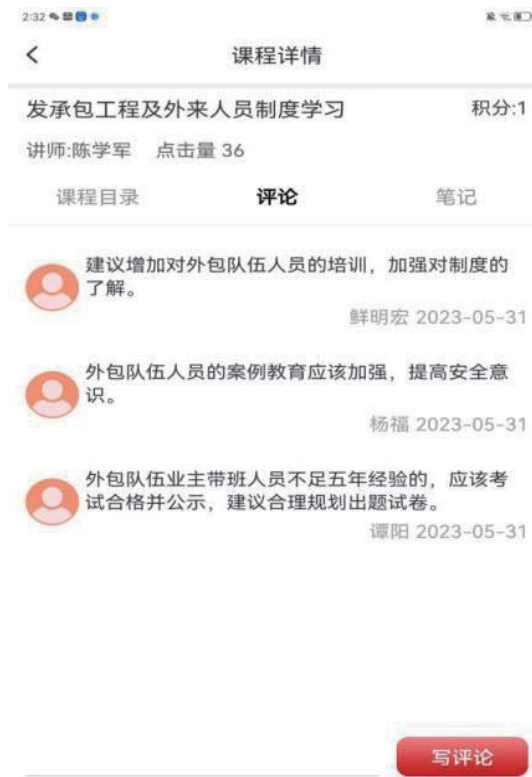 2:32
课程详情
发承包工程及外来人员制度学习 积分:1
讲师:陈学军 点击量 36
课程目录 评论 笔记
建议增加对外包队伍人员的培训，加强对制度的
了解。
鲜明宏 2023-05-31
外包队伍人员的案例教育应该加强，提高安全意
识。
杨福 2023-05-31
外包队伍业主带班人员不足五年经验的，应该考
试合格并公示，建议合理规划出题试卷。
谭阳 2023-05-31
写评论